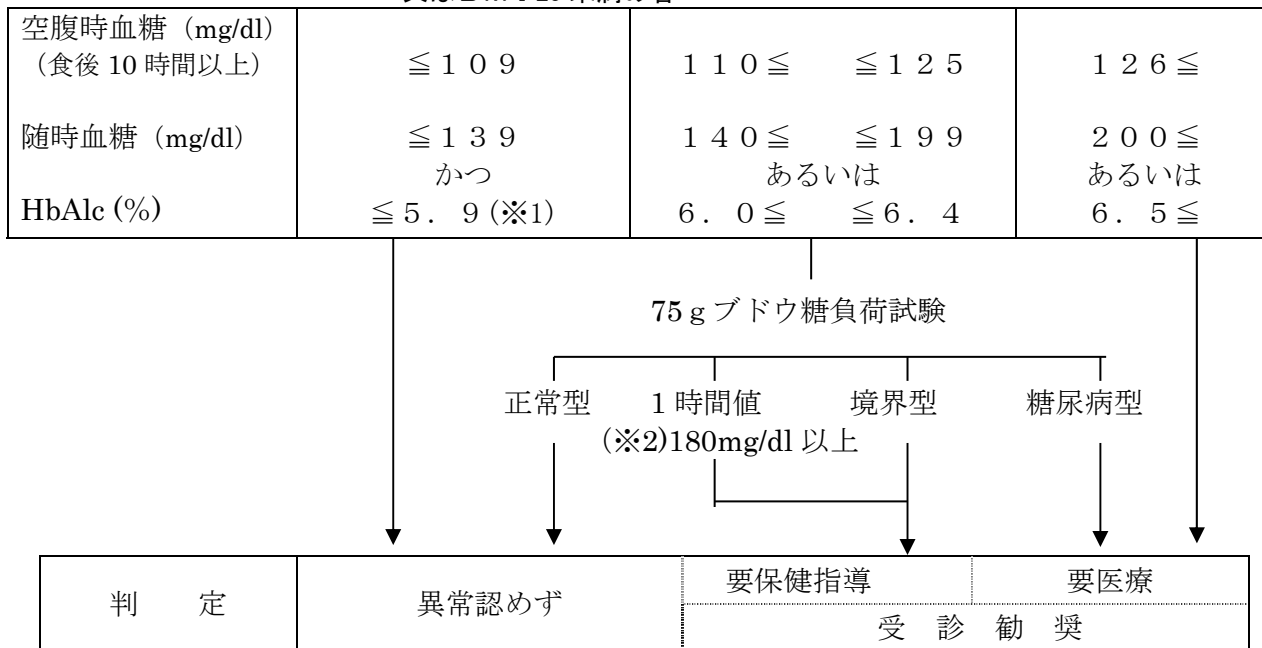 空腹時血糖（mg/dl）
（食後 10 時間以上） ≦１０９ １１０≦ ≦１２５ １２６≦
随時血糖（mg/dl） ≦１３９ １４０≦ ≦１９９ ２００≦
かつ あるいは あるいは
HbAlc (%) ≦５．９(※1) ６．０≦ ≦６．４ ６．５≦
75ｇブドウ糖負荷試験
正常型 １時間値 境界型 糖尿病型
(※2)180mg/dl 以上
判 定 異常認めず 要保健指導 要医療
受 診 勧 奨